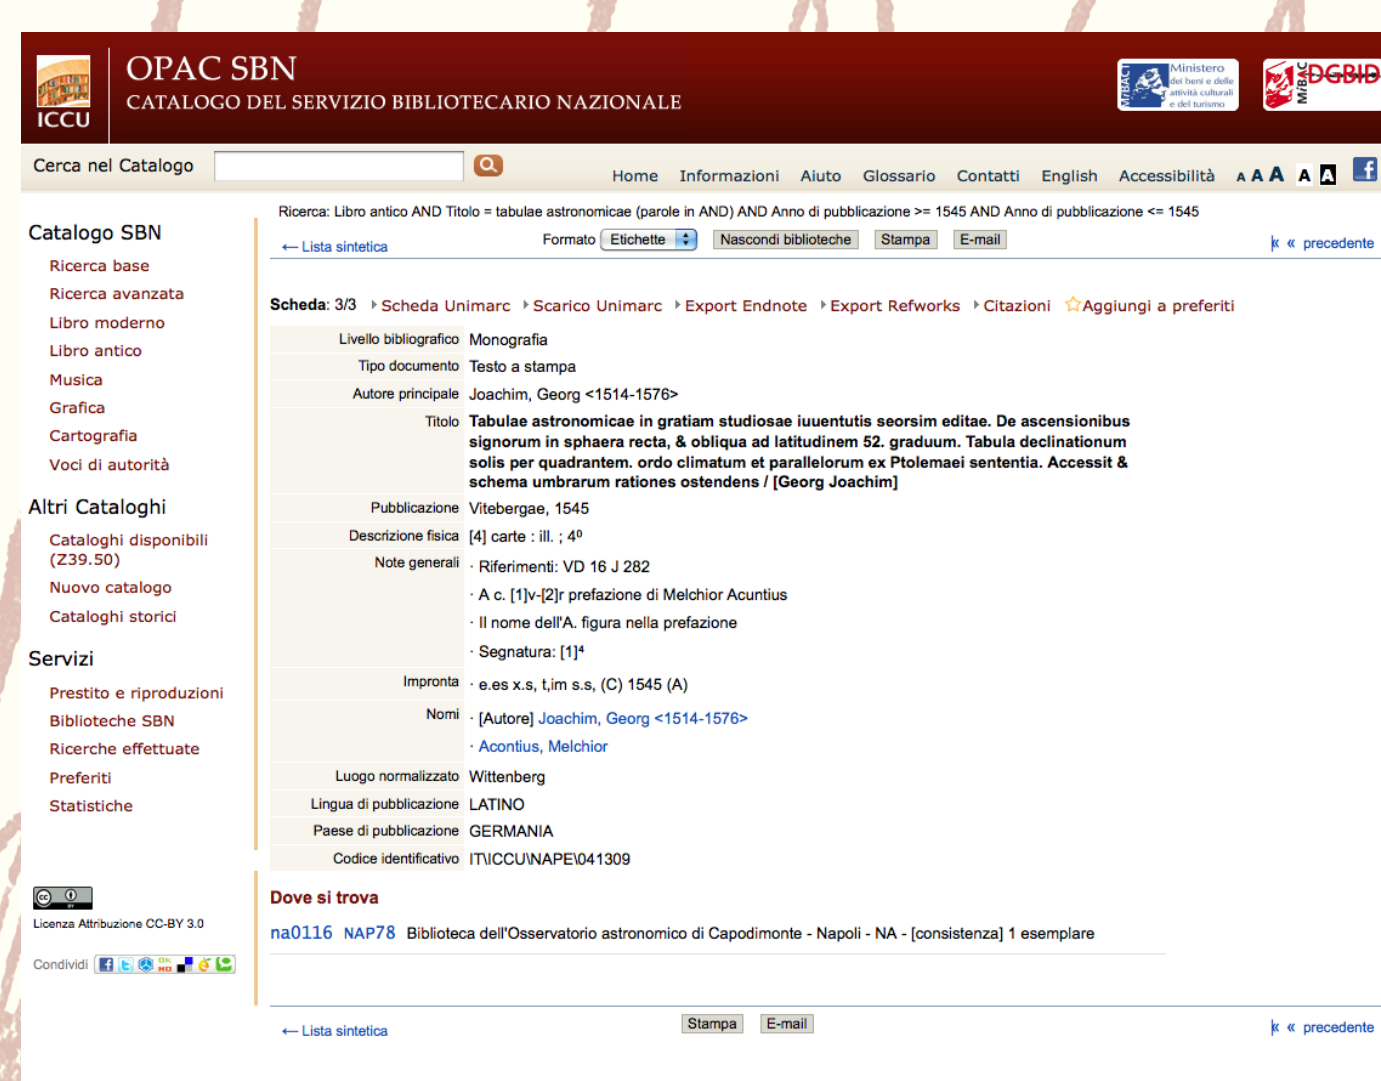 OPAC SBN
CATALOGO DEL SERVIZIO BIBLIOTECARIO NAZIONALE
ICCU
MiBACT
Ministero
dei beni e delle
attività culturali
e del turismo
MiBAC
DGBID
Cerca nel Catalogo
Home Informazioni Aiuto Glossario Contatti English Accessibilità A A A A A
Catalogo SBN
Ricerca base
Ricerca avanzata
Libro moderno
Libro antico
Musica
Grafica
Cartografia
Voci di autorità
Altri Cataloghi
Cataloghi disponibili
(Z39.50)
Nuovo catalogo
Cataloghi storici
Servizi
Prestito e riproduzioni
Biblioteche SBN
Ricerche effettuate
Preferiti
Statistiche
Licenza Attribuzione CC-BY 3.0
Condividi
Ricerca: Libro antico AND Titolo = tabulae astronomicae (parole in AND) AND Anno di pubblicazione >= 1545 AND Anno di pubblicazione <= 1545
←Lista sintetica Formato Etichette Nascondi biblioteche Stampa E-mail « precedente
Scheda: 3/3 Scheda Unimarc Scarico Unimarc Export Endnote Export Refworks Citazioni Aggiungi a preferiti
Livello bibliografico Monografia
Tipo documento Testo a stampa
Autore principale Joachim, Georg <1514-1576>
Titolo Tabulae astronomicae in gratiam studiosae iuuentutis seorsim editae. De ascensionibus
signorum in sphaera recta, & obliqua ad latitudinem 52. graduum. Tabula declinationum
solis per quadrantem. ordo climatum et parallelorum ex Ptolemaei sententia. Accessit &
schema umbrarum rationes ostendens / [Georg Joachim]
Pubblicazione Vitebergae, 1545
Descrizione fisica [4] carte : ill. ; 4⁰
Note generali · Riferimenti: VD 16 J 282
· A c. [1]v-[2]r prefazione di Melchior Acuntius
· Il nome dell'A. figura nella prefazione
· Segnatura: [1]⁴
Impronta · e.es x.s, t,im s.s, (C) 1545 (A)
Nomi · [Autore] Joachim, Georg <1514-1576>
· Acontius, Melchior
Luogo normalizzato Wittenberg
Lingua di pubblicazione LATINO
Paese di pubblicazione GERMANIA
Codice identificativo IT\ICCU\NAPE\041309
Dove si trova
na0116 NAP78 Biblioteca dell'Osservatorio astronomico di Capodimonte - Napoli - NA - [consistenza] 1 esemplare
←Lista sintetica Stampa E-mail « precedente